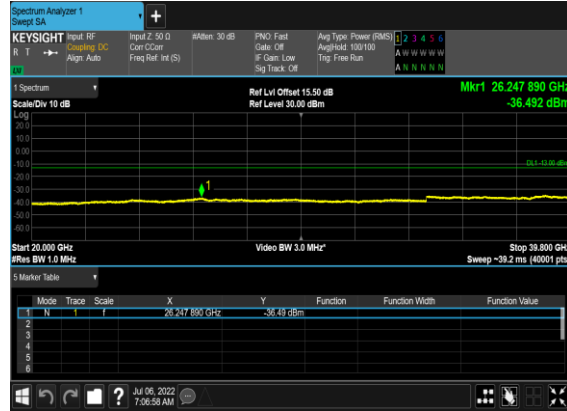 Spectrum Analyzer 1
Swept SA
+
KEYSIGHT Input: RF Input Z: 50 Ω #Atten: 30 dB PNO: Fast Avg Type: Power (RMS) 1 2 3 4 5 6
R T Coupling: DC Corr CCorr Gate: Off Avg|Hold: 100/100 A W W W W W
Align: Auto Freq Ref: Int (S) IF Gain: Low Trig: Free Run
Sig Track: Off A N N N N N
1 Spectrum Ref Lvl Offset 15.50 dB Mkr1 26.247 890 GHz
Scale/Div 10 dB Ref Level 30.00 dBm -36.492 dBm
Log
20.0
10.0
0.00
-10.0
DL1 -13.00 dBm
-20.0
1
-30.0
-40.0
-50.0
-60.0
Start 20.000 GHz Video BW 3.0 MHz* Stop 39.800 GHz
#Res BW 1.0 MHz Sweep ~39.2 ms (40001 pts
5 Marker Table
Mode Trace Scale X Y Function Function Width Function Value
1 N 1 f 26.247 890 GHz -36.49 dBm
2
3
4
5
6
? Jul 06, 2022
7:06:58 AM